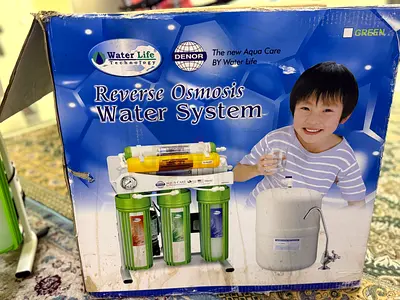 Water Life
Technology
DENOR
The new Aqua Care
BY Water Life
GREEN
Reverse Osmosis
Water System